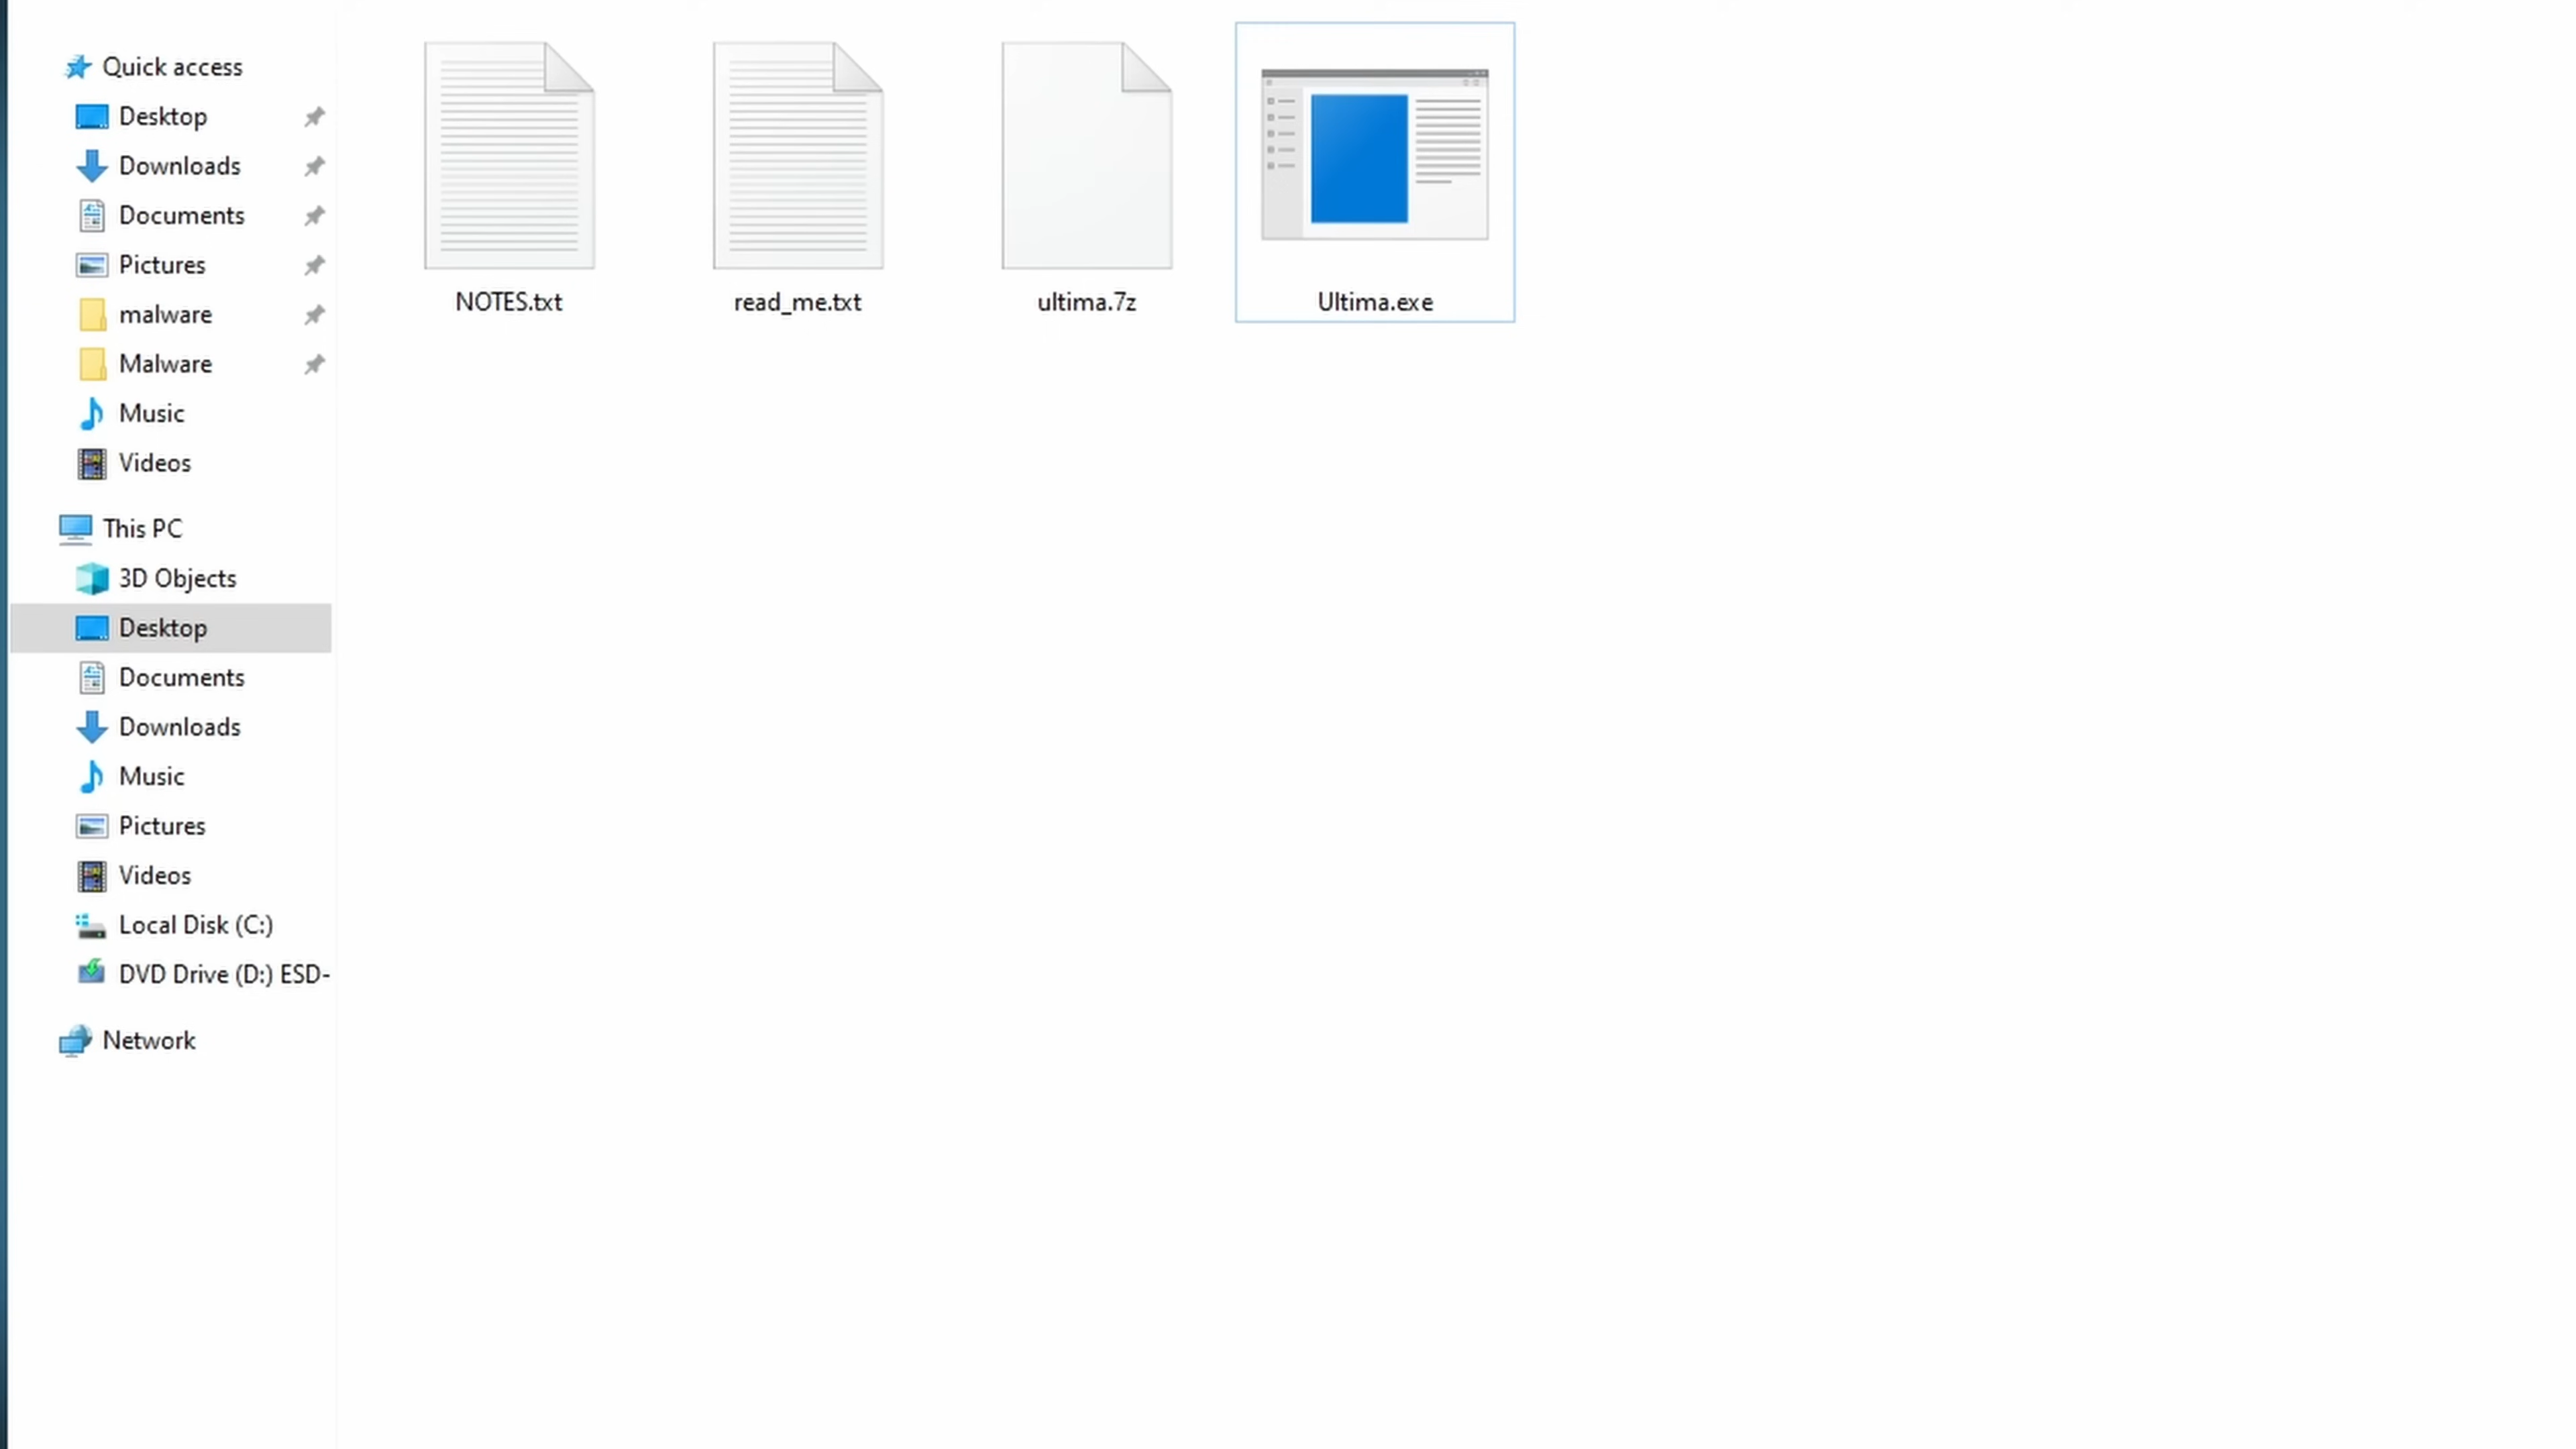 Quick access
Desktop
Downloads
Documents
Pictures
malware
Malware
Music
Videos
This PC
3D Objects
Desktop
Documents
Downloads
Music
Pictures
Videos
Local Disk (C:)
DVD Drive (D:) ESD-
Network
NOTES.txt
read_me.txt
ultima.7z
Ultima.exe